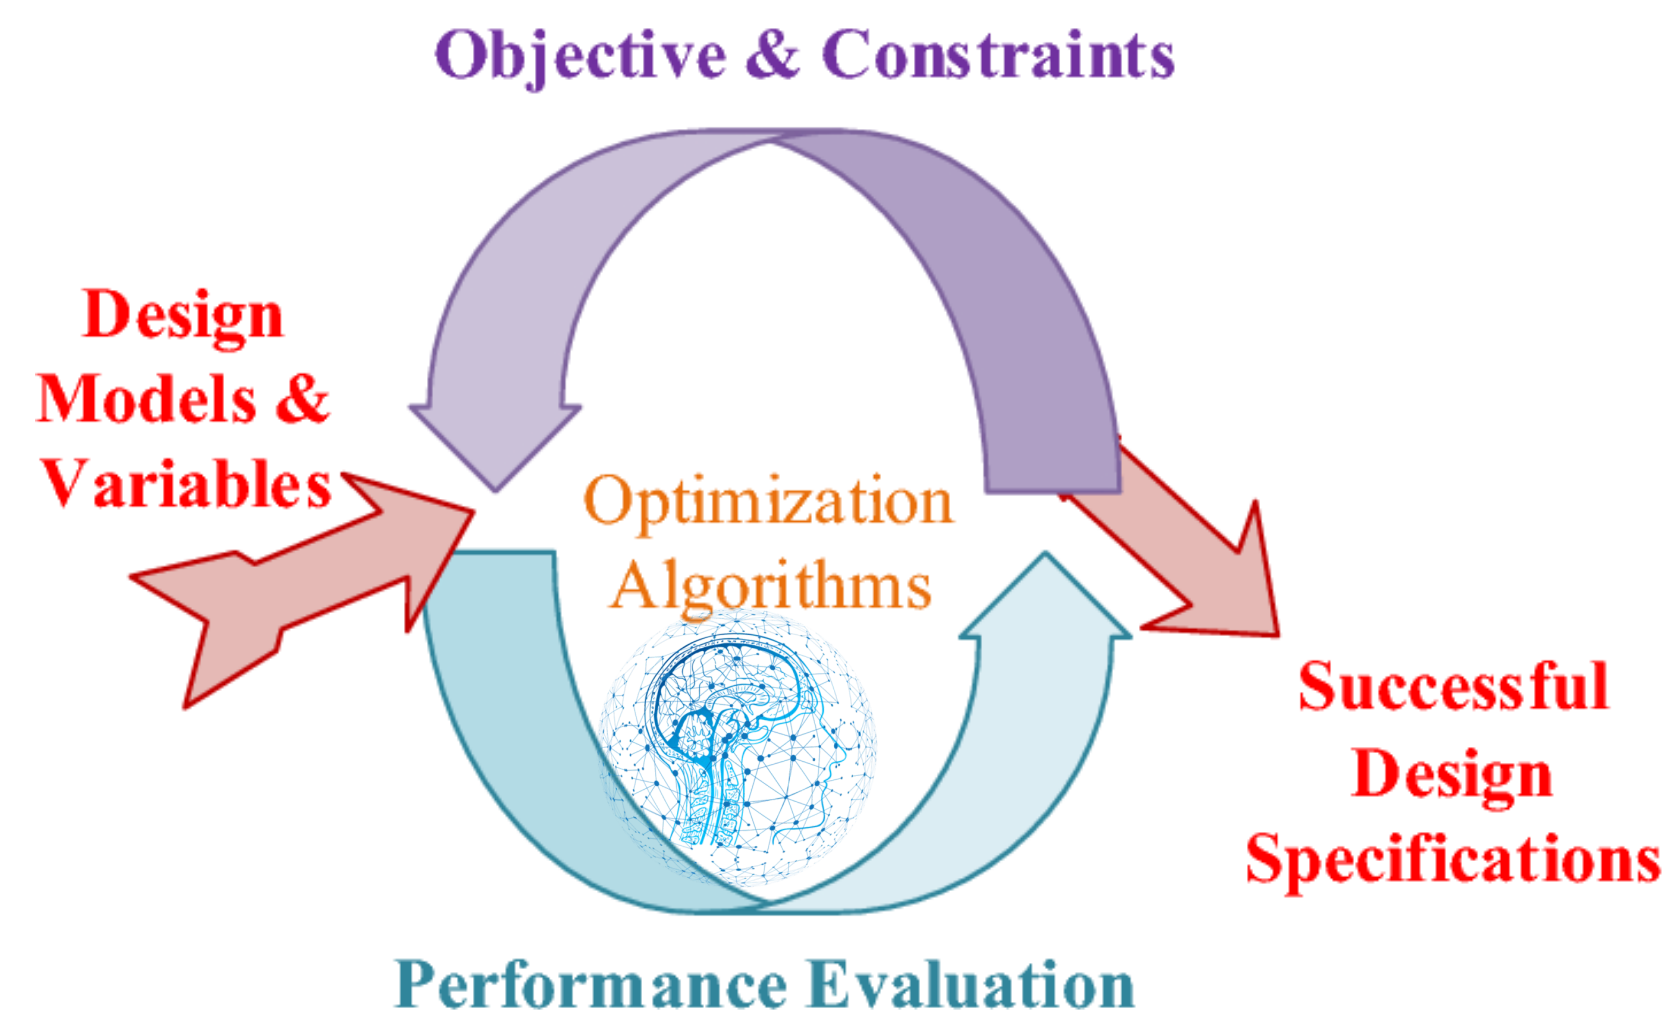 Objective & Constraints
Design
Models &
Variables
Optimization
Algorithms
Successful
Design
Specifications
Performance Evaluation